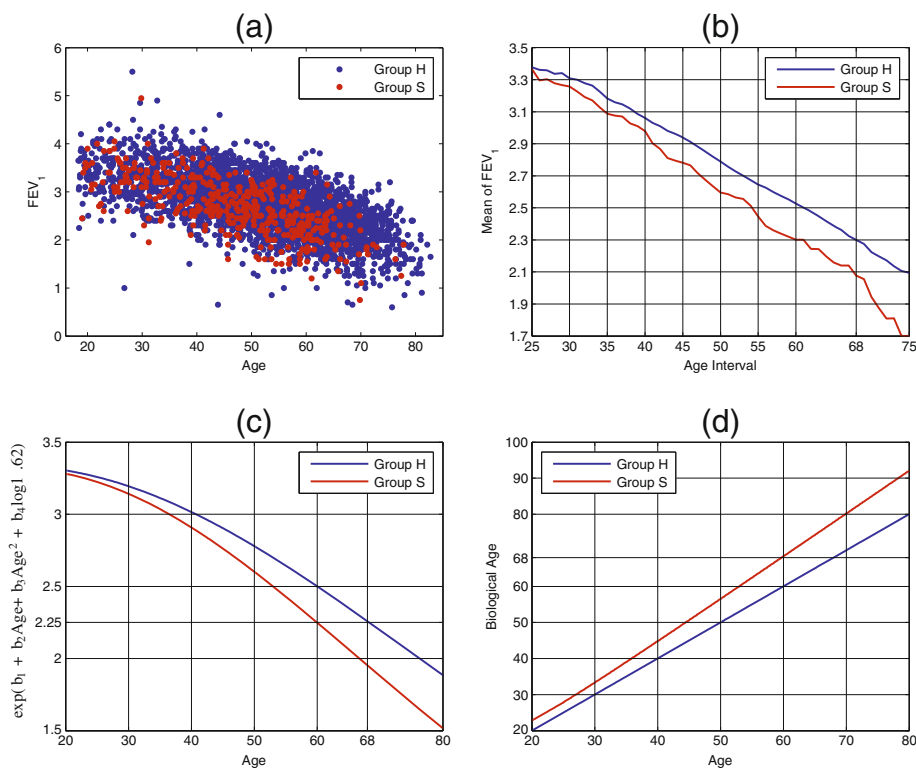 (a)
6
5
4
3
2
1
0
FEV1
20 30 40 50 60 70 80
Age
Group H
Group S
(b)
3.5
3.3
3.1
2.9
2.7
2.5
2.3
2.1
1.9
1.7
Mean of FEV1
25 30 35 40 45 50 55 60 68 75
Age Interval
Group H
Group S
(c)
3.5
3
2.5
2.25
2
1.5
exp( b1 + b2Age+ b3Age2 + b4log1 .62)
20 30 40 50 60 68 80
Age
Group H
Group S
(d)
100
90
80
68
60
50
40
30
20
Biological Age
20 30 40 50 60 70 80
Age
Group H
Group S